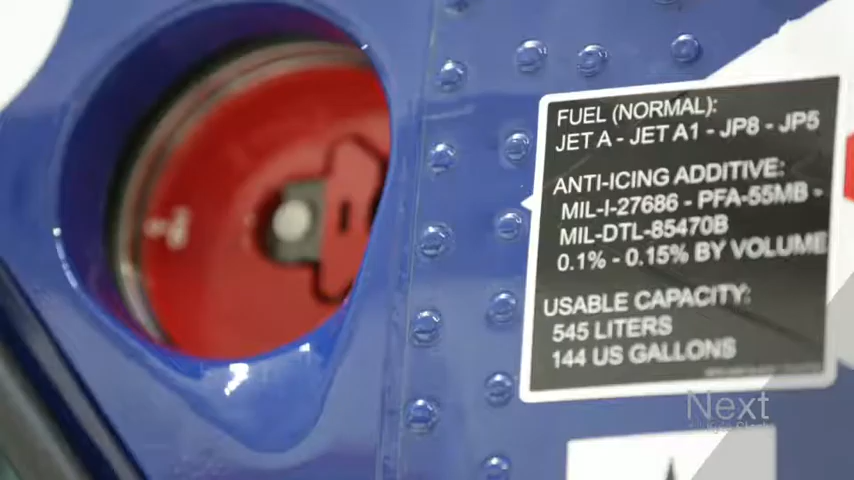 FUEL (NORMAL):
JET A - JET A1 - JP8 - JP5
ANTI-ICING ADDITIVE:
MIL-I-27686 - PFA-55MB -
MIL-DTL-85470B
0.1% - 0.15% BY VOLUME
USABLE CAPACITY:
545 LITERS
144 US GALLONS
Next